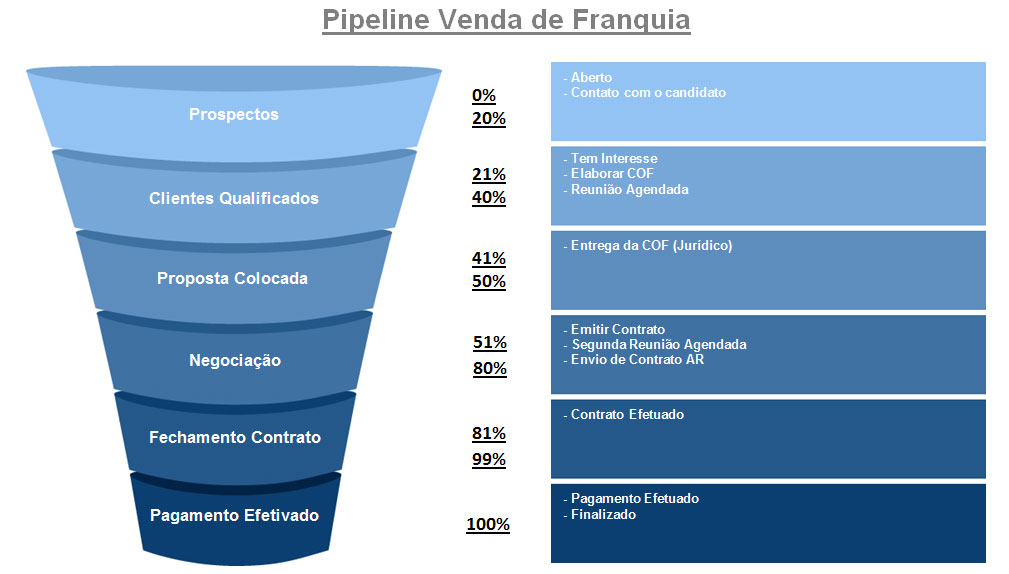 Pipeline Venda de Franquia
Prospectos
0%
20%
- Aberto
- Contato com o candidato
Clientes Qualificados
21%
40%
- Tem Interesse
- Elaborar COF
- Reunião Agendada
Proposta Colocada
41%
50%
- Entrega da COF (Jurídico)
Negociação
51%
80%
- Emitir Contrato
- Segunda Reunião Agendada
- Envio de Contrato AR
Fechamento Contrato
81%
99%
- Contrato Efetuado
Pagamento Efetivado
100%
- Pagamento Efetuado
- Finalizado